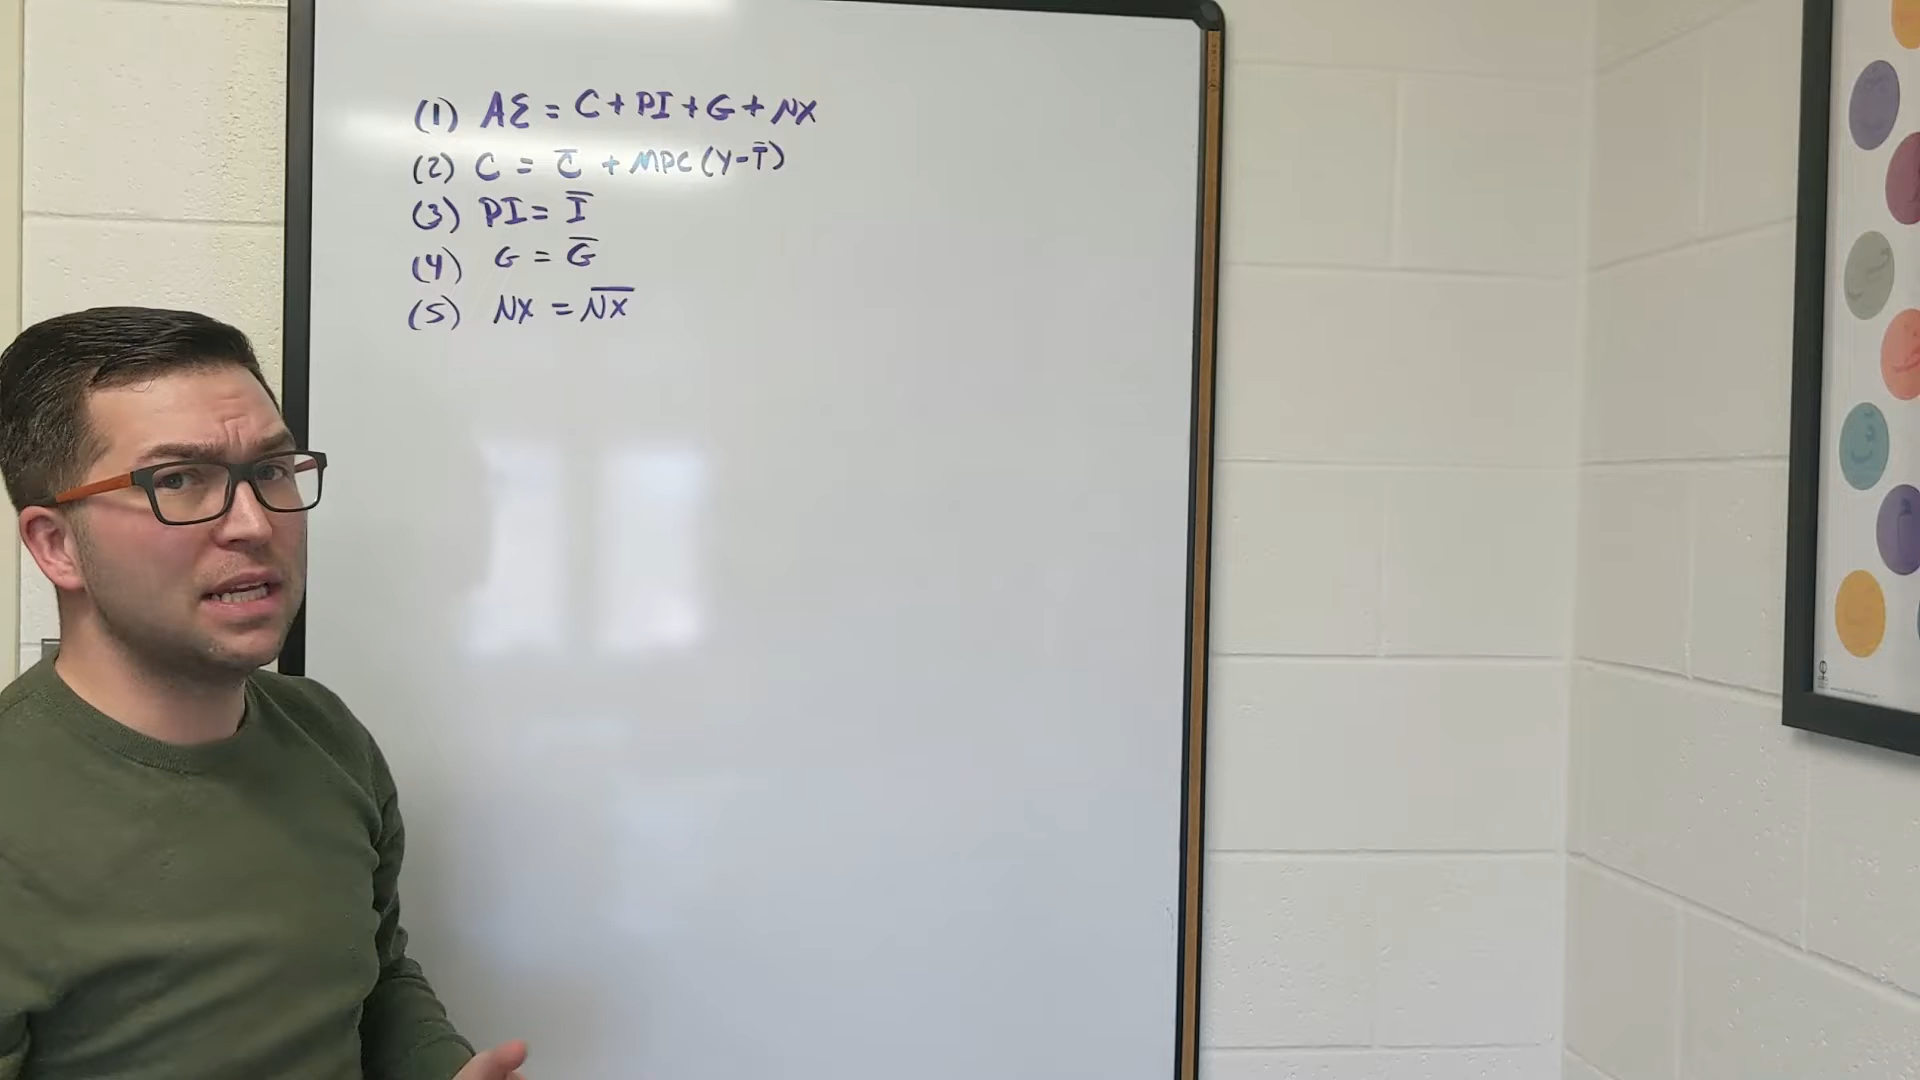 (1) AE = C + PI + G + NX
(2) C = C̅ + MPC (Y - T̅)
(3) PI = I̅
(4) G = G̅
(5) NX = N̅X̅